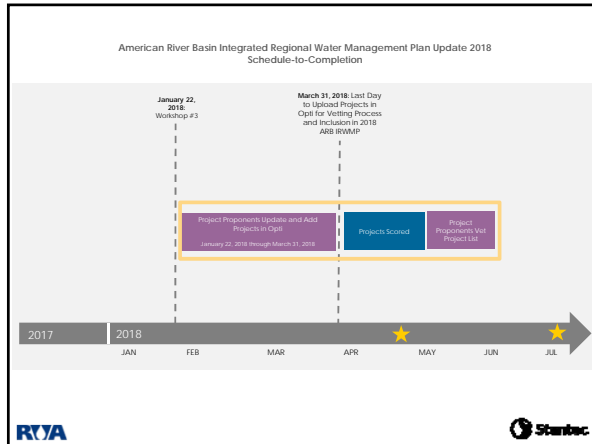 American River Basin Integrated Regional Water Management Plan Update 2018
Schedule-to-Completion
January 22,
2018:
Workshop #3
March 31, 2018: Last Day
to Upload Projects in
Opti for Vetting Process
and Inclusion in 2018
ARB IRWMP
Project Proponents Update and Add
Projects in Opti
January 22, 2018 through March 31, 2018
Projects Scored
Project
Proponents Vet
Project List
2017
2018
JAN
FEB
MAR
APR
MAY
JUN
JUL
RWA
Stantec